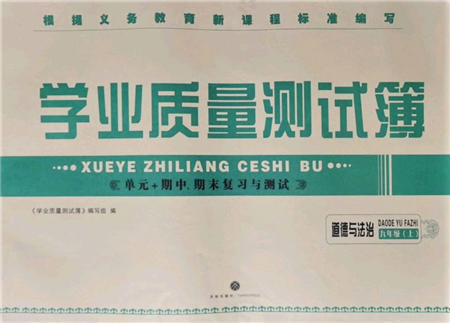 根据义务教育新课程标准编写
学业质量测试簿
XUEYE ZHILIANG CESHI BU
单元+期中、期末复习与测试
《学业质量测试簿》编写组 编
道德与法治
DAODE YU FAZHI
九年级(上)